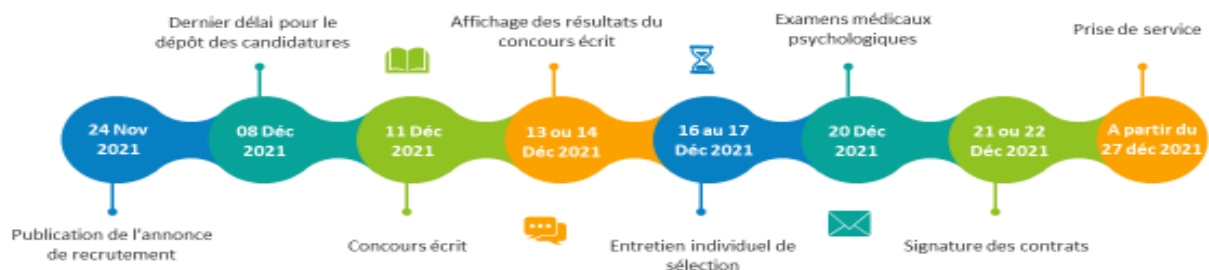 Dernier délai pour le
dépôt des candidatures
Affichage des résultats du
concours écrit
Examens médicaux
psychologiques
Prise de service
24 Nov
2021
08 Déc
2021
11 Déc
2021
13 ou 14
Déc 2021
16 au 17
Déc 2021
20 Déc
2021
21 ou 22
Déc 2021
A partir du
27 déc 2021
Publication de l'annonce
de recrutement
Concours écrit
Entretien individuel de
sélection
Signature des contrats